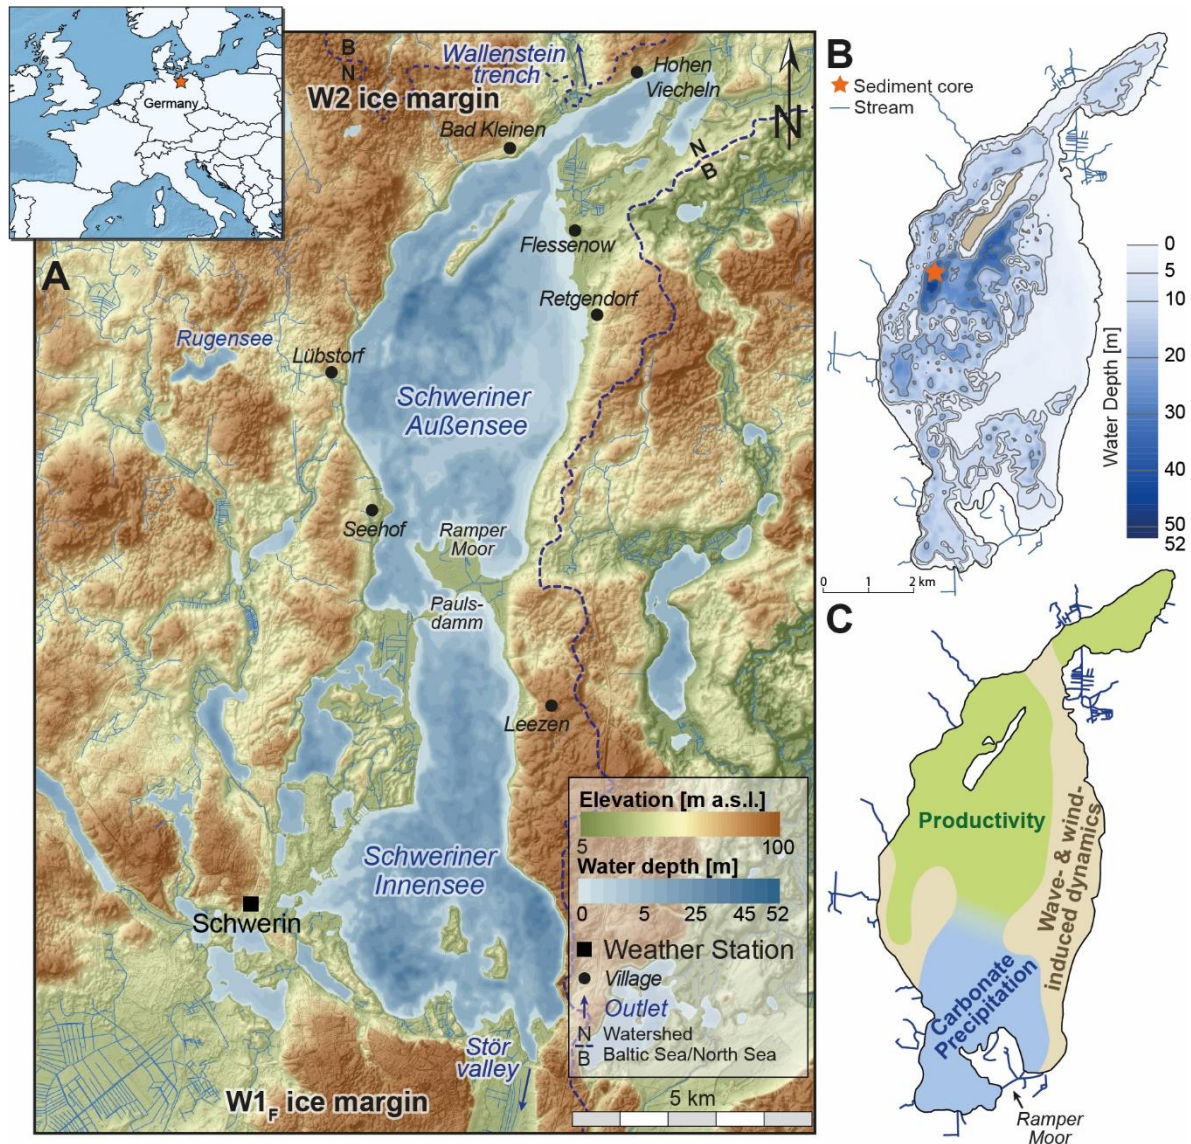 Germany
A
B
N
W2 ice margin
Wallenstein
trench
Hohen
Viecheln
Bad Kleinen
N
N
B
Flessenow
Retgendorf
Rugensee
Lübstorf
Schweriner
Außensee
Seehof
Ramper
Moor
Pauls-
damm
Leezen
Schweriner
Innensee
Schwerin
Stör
valley
W1F ice margin
Elevation [m a.s.l.]
5 100
Water depth [m]
0 5 25 45 52
Weather Station
Village
Outlet
N Watershed
B Baltic Sea/North Sea
5 km
B
Sediment core
Stream
Water Depth [m]
0
5
10
20
30
40
50
52
0 1 2 km
C
Productivity
Wave- & wind-
induced dynamics
Carbonate
Precipitation
Ramper
Moor